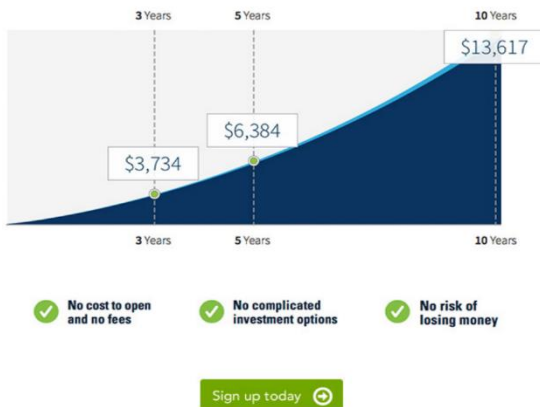 3 Years 5 Years 10 Years
$13,617
$6,384
$3,734
3 Years 5 Years 10 Years
No cost to open
and no fees
No complicated
investment options
No risk of
losing money
Sign up today